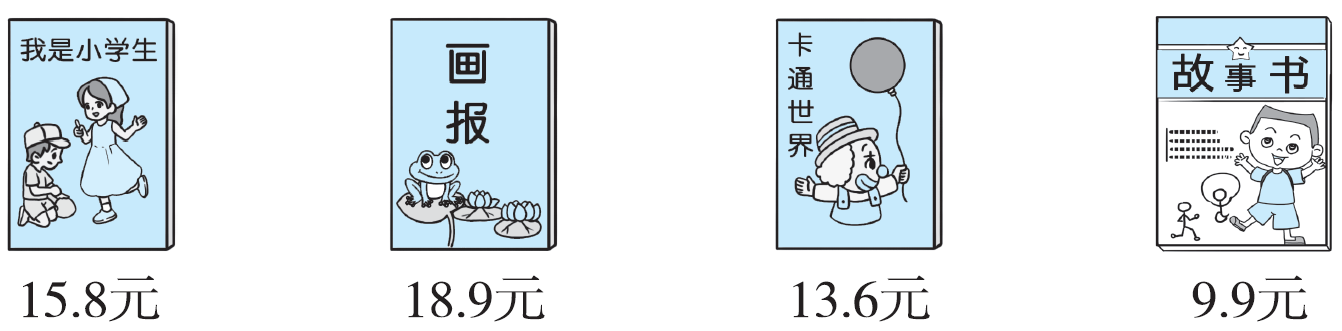 我是小学生
画报
卡通世界
故事书
15.8元
18.9元
13.6元
9.9元